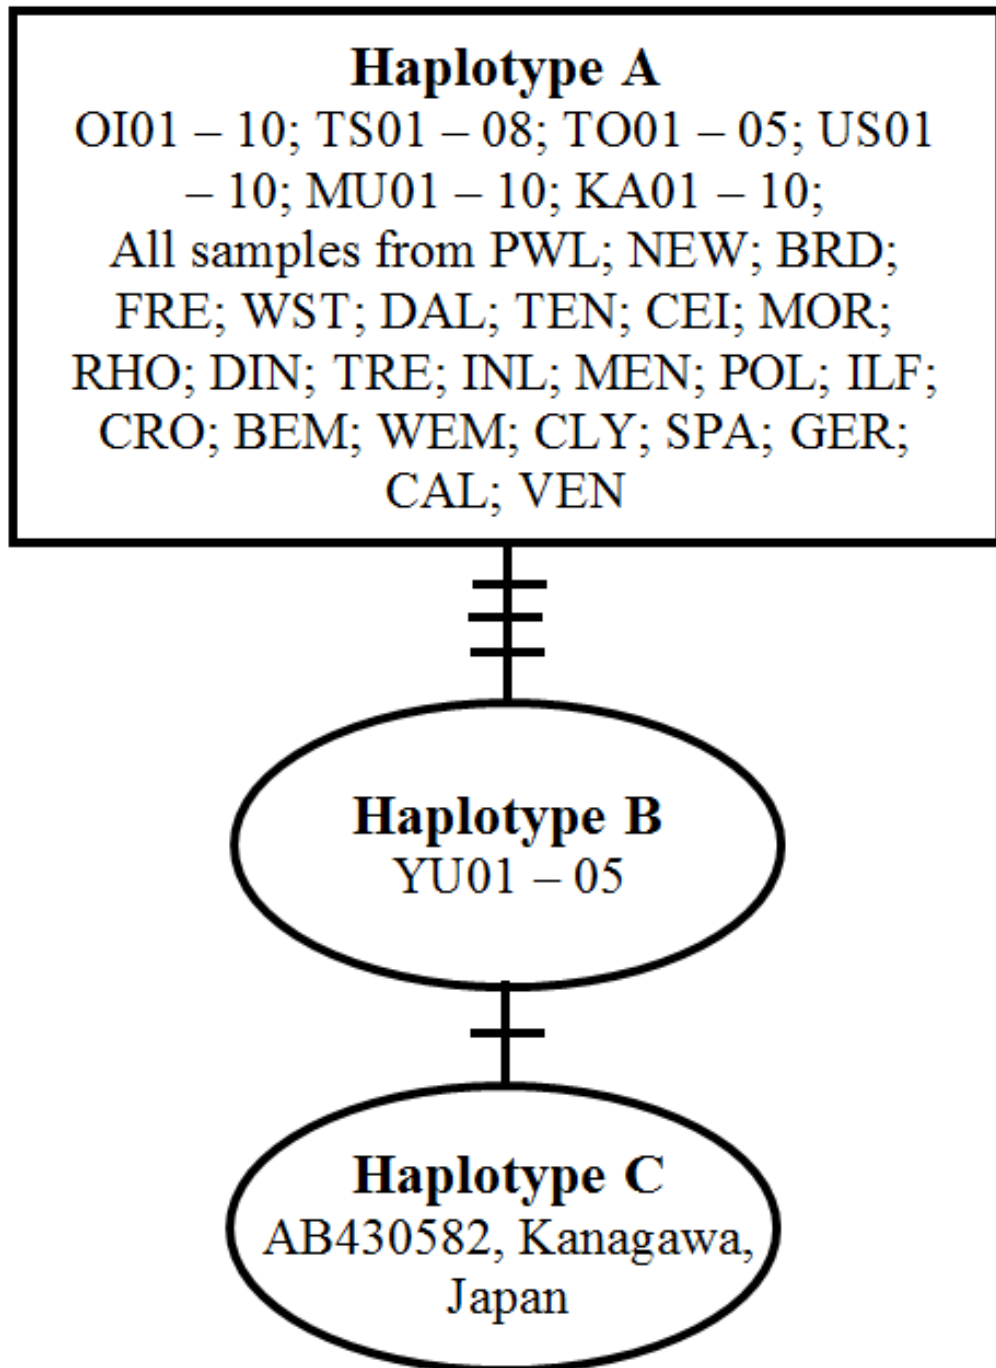 Haplotype A
OI01 – 10; TS01 – 08; TO01 – 05; US01
– 10; MU01 – 10; KA01 – 10;
All samples from PWL; NEW; BRD;
FRE; WST; DAL; TEN; CEI; MOR;
RHO; DIN; TRE; INL; MEN; POL; ILF;
CRO; BEM; WEM; CLY; SPA; GER;
CAL; VEN
Haplotype B
YU01 – 05
Haplotype C
AB430582, Kanagawa,
Japan